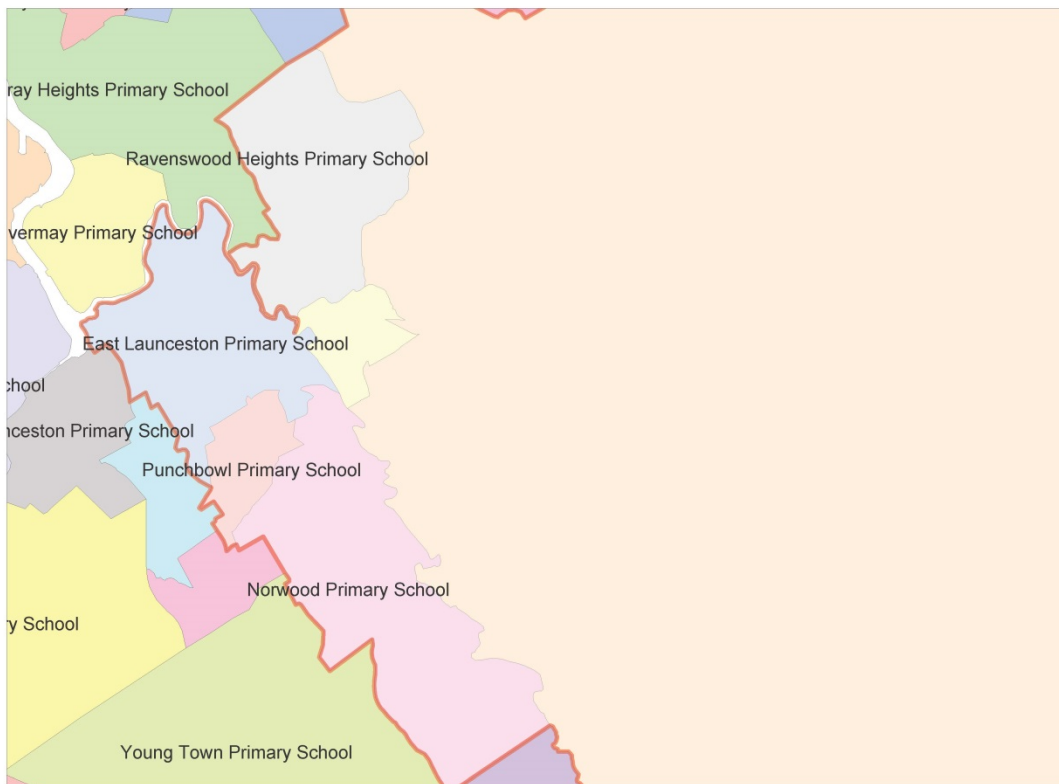 ray Heights Primary School
Ravenswood Heights Primary School
vermay Primary School
East Launceston Primary School
chool
nceston Primary School
Punchbowl Primary School
Norwood Primary School
ry School
Young Town Primary School